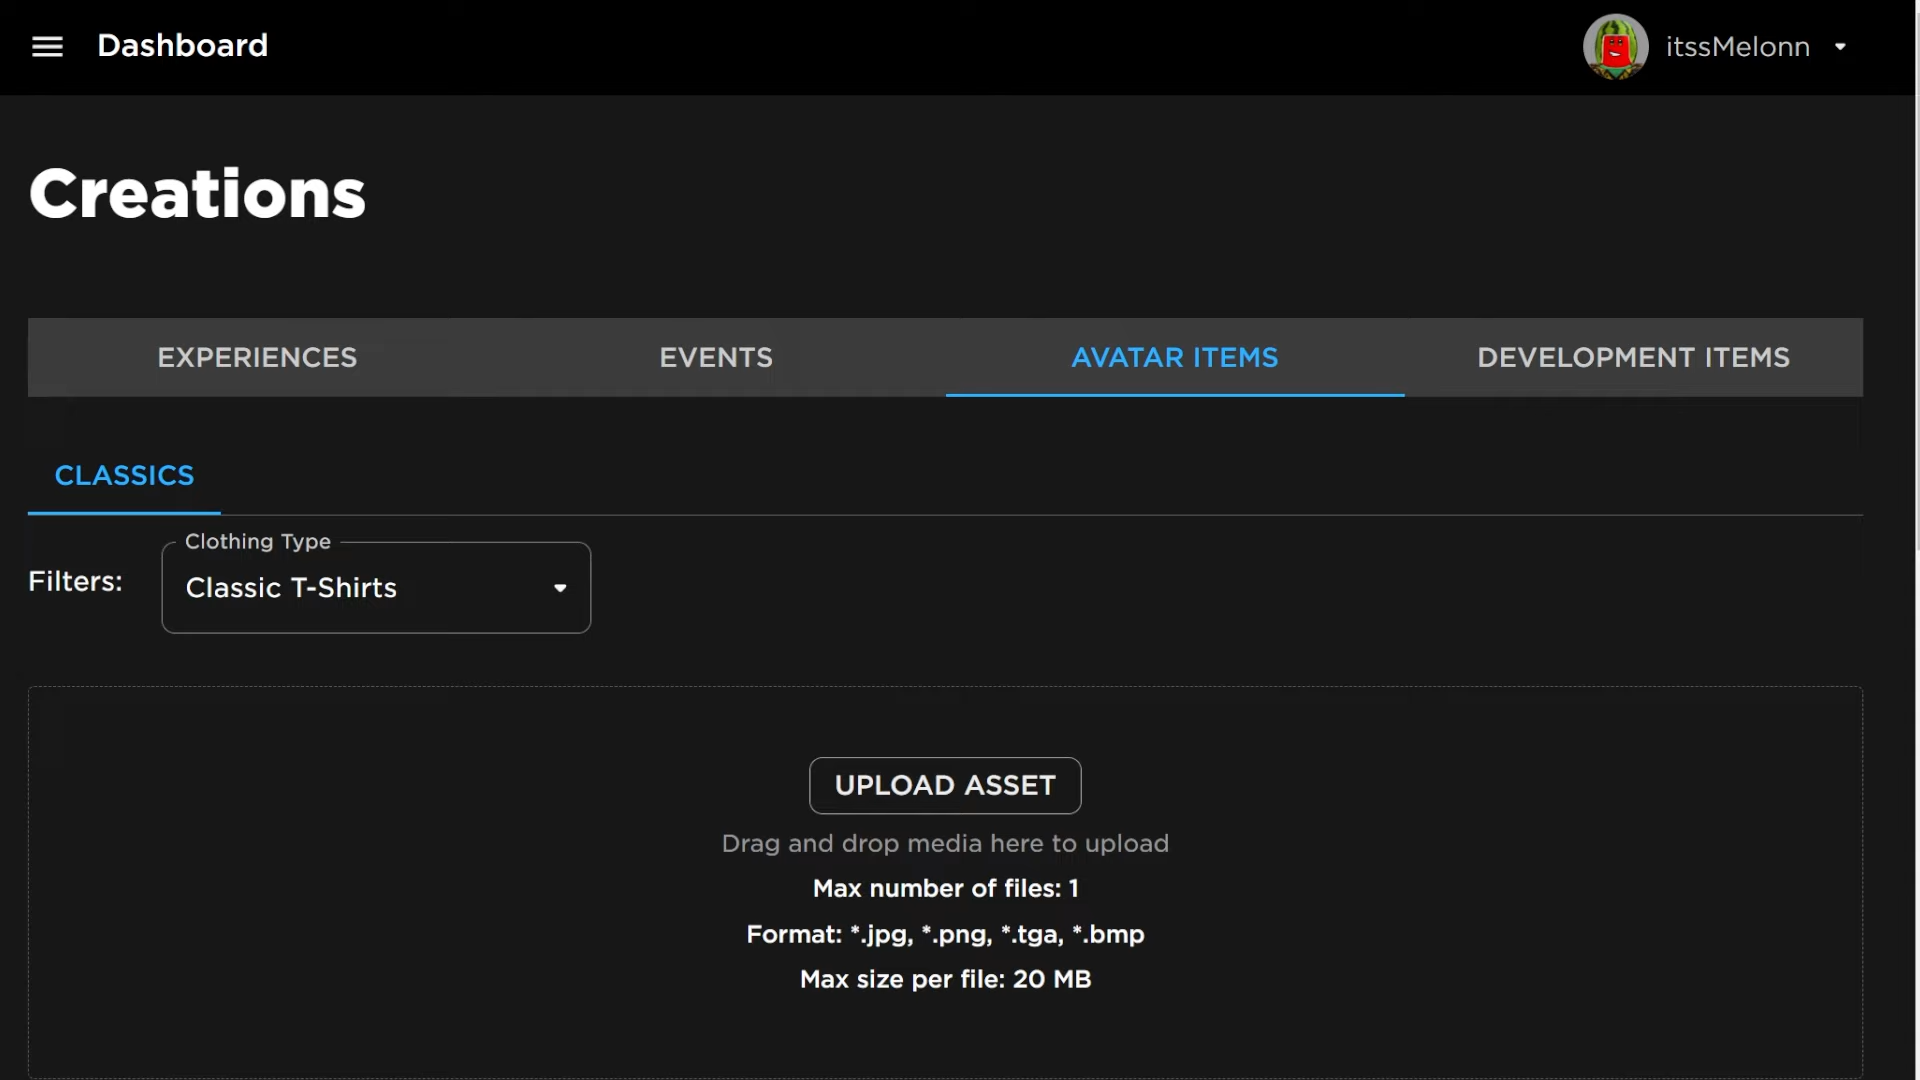 Dashboard
itssMelonn
Creations
EXPERIENCES
EVENTS
AVATAR ITEMS
DEVELOPMENT ITEMS
CLASSICS
Filters:
Clothing Type
Classic T-Shirts
UPLOAD ASSET
Drag and drop media here to upload
Max number of files: 1
Format: *.jpg, *.png, *.tga, *.bmp
Max size per file: 20 MB